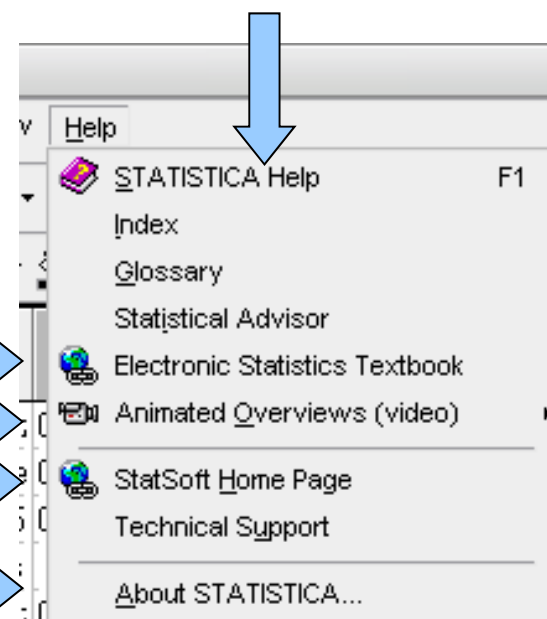 Help
STATISTICA Help F1
Index
Glossary
Statistical Advisor
Electronic Statistics Textbook
Animated Overviews (video)
StatSoft Home Page
Technical Support
About STATISTICA...